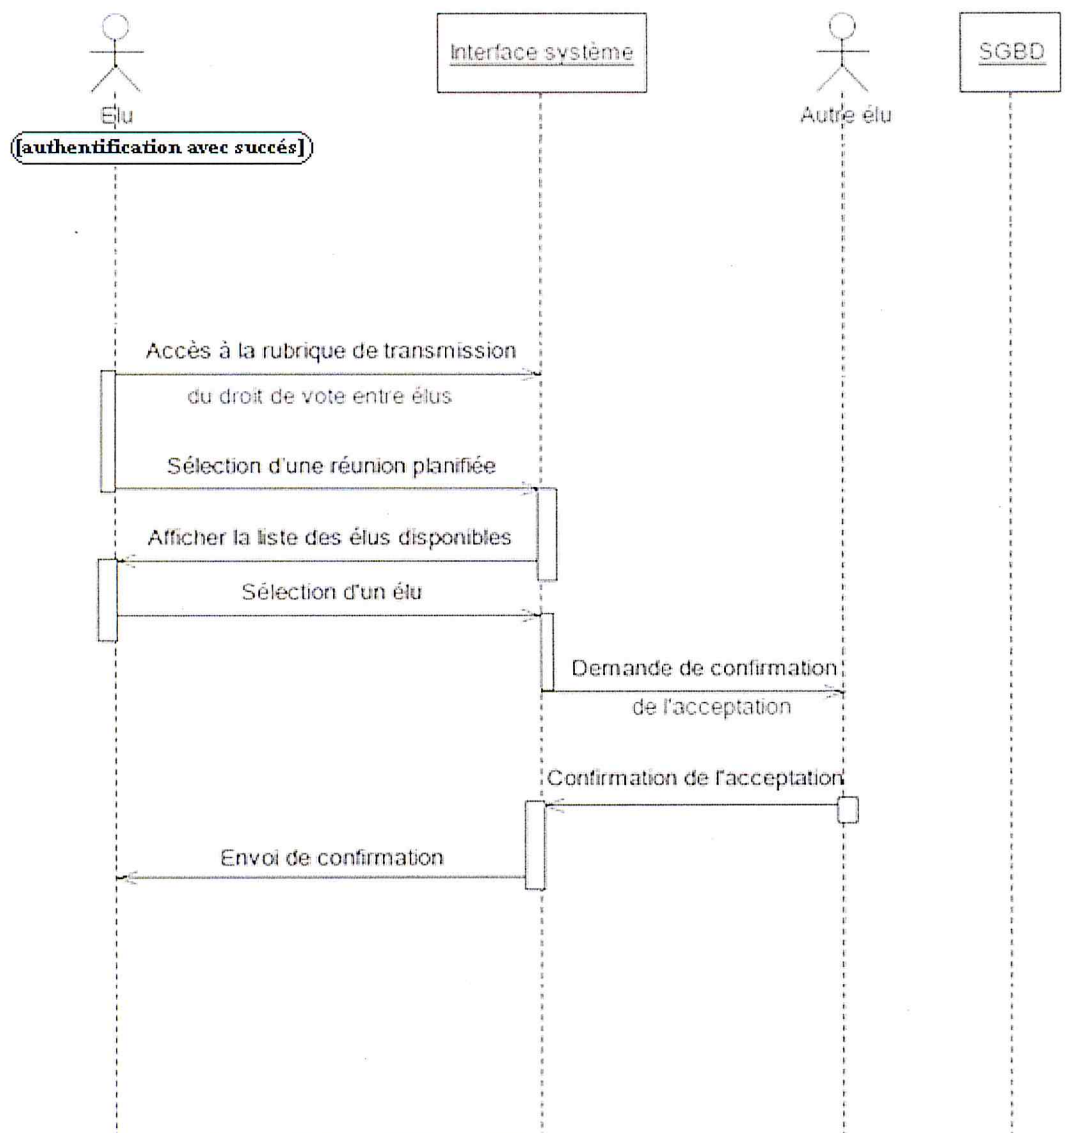 Interface système
SGBD
Elu
Autre élu
([authentification avec succés])
Accès à la rubrique de transmission
du droit de vote entre élus
Sélection d'une réunion planifiée
Afficher la liste des élus disponibles
Sélection d'un élu
Demande de confirmation
de l'acceptation
Confirmation de l'acceptation
Envoi de confirmation